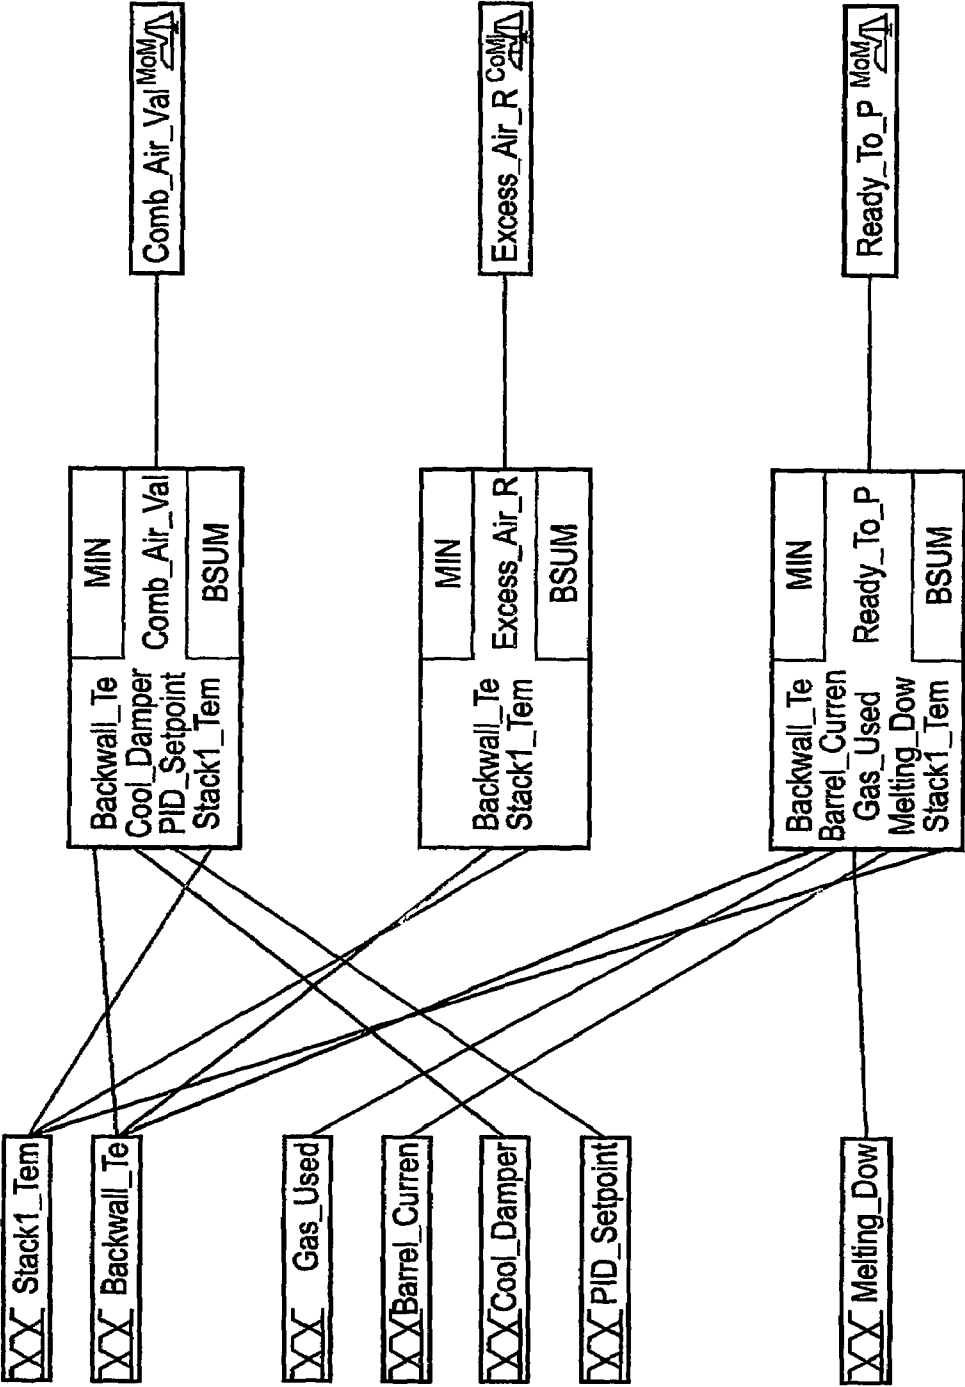 Stack1_Tem
Backwall_Te
Gas_Used
Barrel_Curren
Cool_Damper
PID_Setpoint
Melting_Dow
Backwall_Te
Cool_Damper
PID_Setpoint
Stack1_Tem
MIN
Comb_Air_Val
BSUM
Backwall_Te
Stack1_Tem
MIN
Excess_Air_R
BSUM
Backwall_Te
Barrel_Curren
Gas_Used
Melting_Dow
Stack1_Tem
MIN
Ready_To_P
BSUM
Comb_Air_Val MoM
Excess_Air_R CoM
Ready_To_P MoM